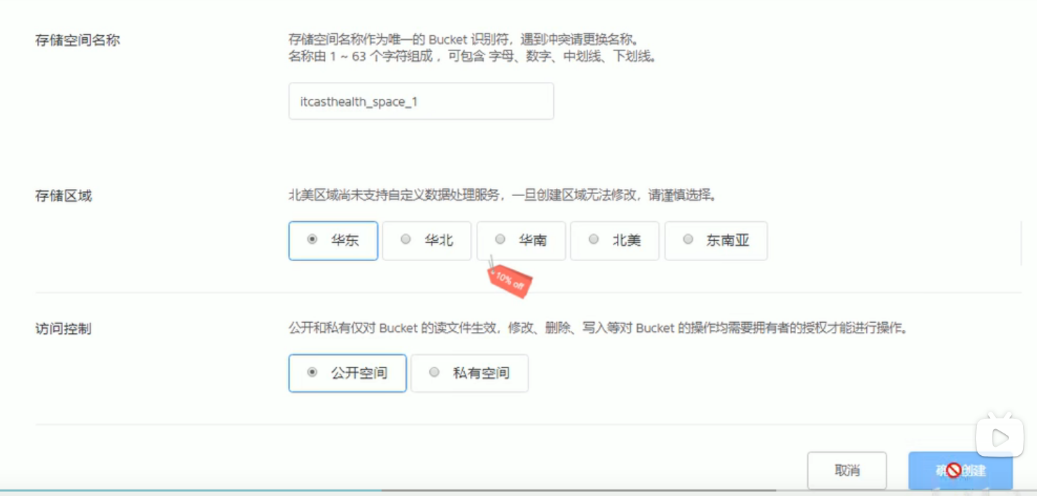 存储空间名称
存储空间名称作为唯一的 Bucket 识别符，遇到冲突请更换名称。
名称由 1 ~ 63 个字符组成 ，可包含 字母、数字、中划线、下划线。
itcasthealth_space_1
存储区域
北美区域尚未支持自定义数据处理服务，一旦创建区域无法修改，请谨慎选择。
华东 华北 华南 北美 东南亚
10% off
访问控制
公开和私有仅对 Bucket 的读文件生效，修改、删除、写入等对 Bucket 的操作均需要拥有者的授权才能进行操作。
公开空间 私有空间
取消 创建